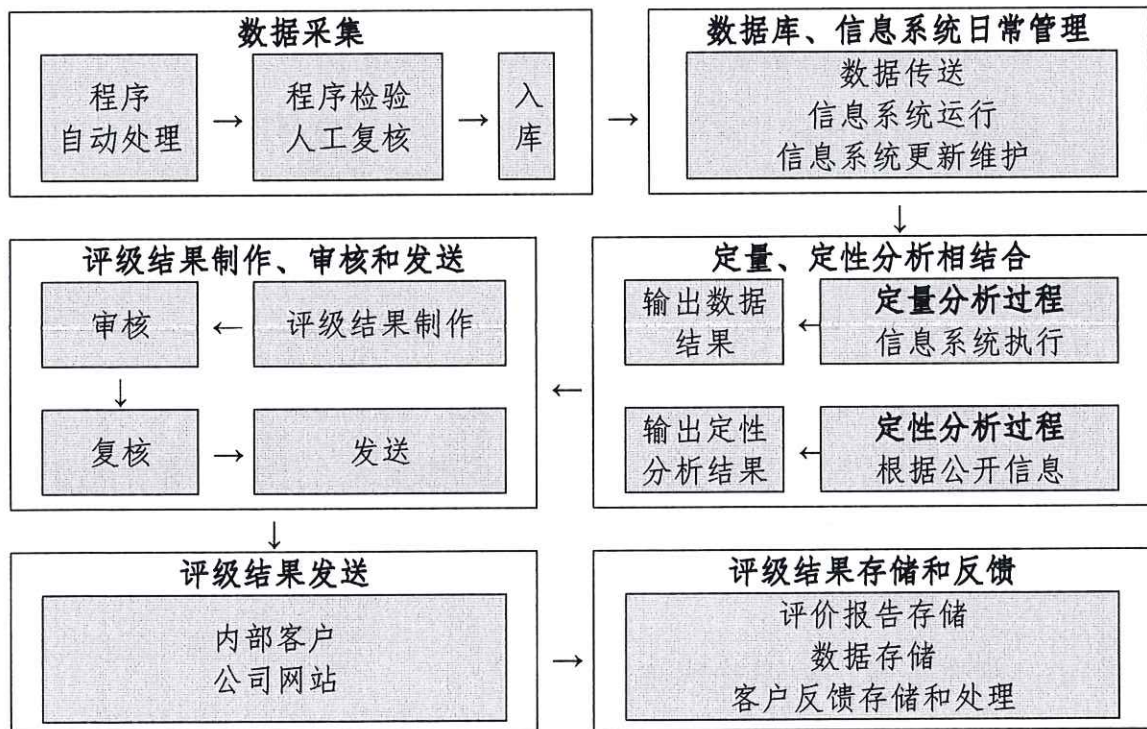 数据采集
程序
自动处理
→
程序检验
人工复核
→
入
库
→
数据库、信息系统日常管理
数据传送
信息系统运行
信息系统更新维护
↓
定量、定性分析相结合
定量分析过程
信息系统执行
←
输出数据
结果
定性分析过程
根据公开信息
←
输出定性
分析结果
←
评级结果制作、审核和发送
评级结果制作
←
审核
↓
复核
→
发送
↓
评级结果发送
内部客户
公司网站
→
评级结果存储和反馈
评价报告存储
数据存储
客户反馈存储和处理